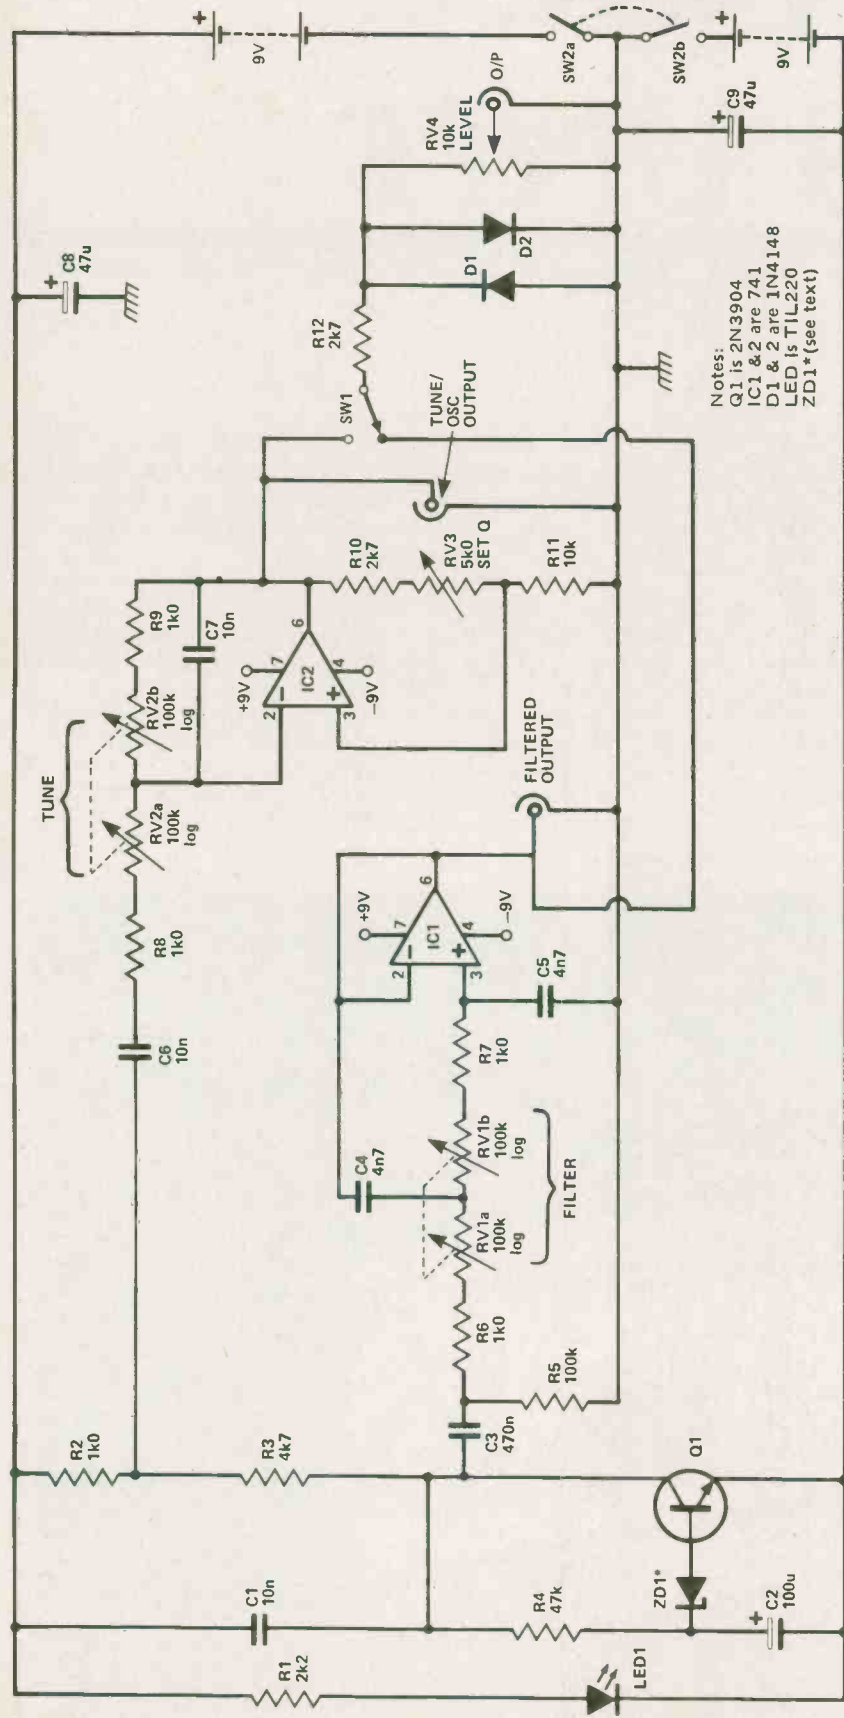 +
9V
SW2a
SW2b
+
9V
O/P
RV4
10k
LEVEL
+
C9
47u
+
C8
47u
R12
2k7
D1
D2
SW1
TUNE/
OSC
OUTPUT
Notes:
Q1 is 2N3904
IC1 & 2 are 741
D1 & 2 are 1N4148
LED is TIL220
ZD1*(see text)
R9
1k0
C7
10n
R10
2k7
RV3
5k0
SET Q
R11
10k
TUNE
RV2b
100k
log
RV2a
100k
log
+9V
7
2
−
6
IC2
+
3
4
−9V
R8
1k0
C6
10n
FILTERED
OUTPUT
+9V
7
2
−
6
IC1
+
3
4
−9V
C5
4n7
R7
1k0
C4
4n7
RV1b
100k
log
RV1a
100k
log
FILTER
R6
1k0
R5
100k
C3
470n
R2
1k0
R3
4k7
Q1
C1
10n
R4
47k
ZD1*
+
C2
100u
R1
2k2
LED1